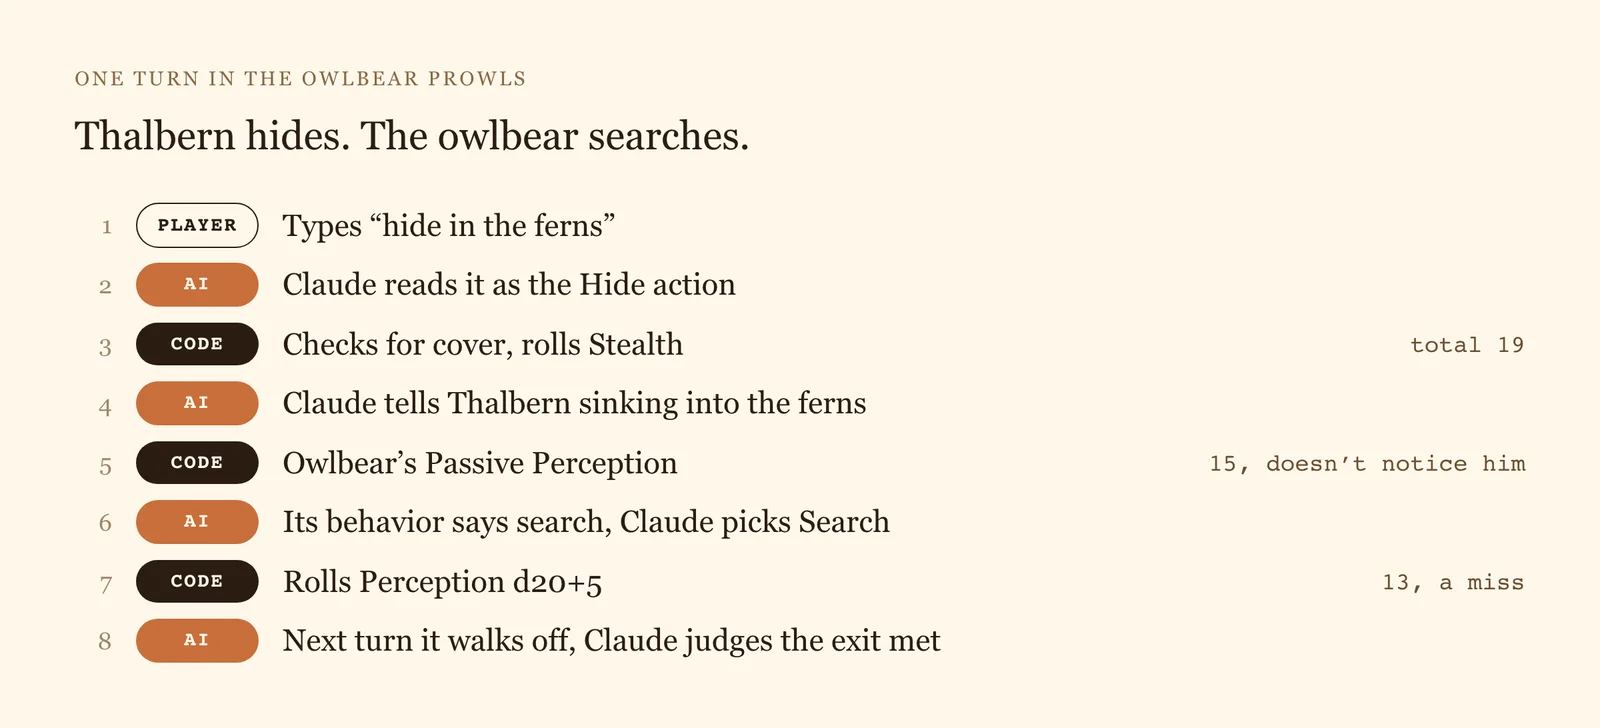 ONE TURN IN THE OWLBEAR PROWLS
Thalbern hides. The owlbear searches.
1 PLAYER Types “hide in the ferns”
2 AI Claude reads it as the Hide action
3 CODE Checks for cover, rolls Stealth total 19
4 AI Claude tells Thalbern sinking into the ferns
5 CODE Owlbear’s Passive Perception 15, doesn’t notice him
6 AI Its behavior says search, Claude picks Search
7 CODE Rolls Perception d20+5 13, a miss
8 AI Next turn it walks off, Claude judges the exit met